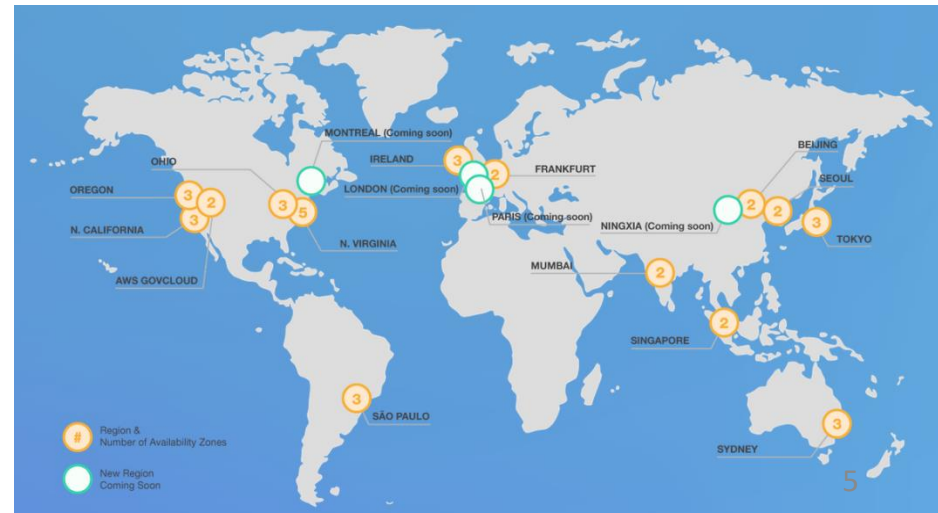 MONTREAL (Coming soon)
OHIO
IRELAND
3
FRANKFURT
2
BEIJING
SEOUL
OREGON
3
2
LONDON (Coming soon)
3
5
2
2
N. CALIFORNIA
3
N. VIRGINIA
PARIS (Coming soon)
NINGXIA (Coming soon)
3
TOKYO
AWS GOVCLOUD
MUMBAI
2
SINGAPORE
2
3
SÃO PAULO
3
SYDNEY
# Region &
Number of Availability Zones
New Region
Coming Soon
5